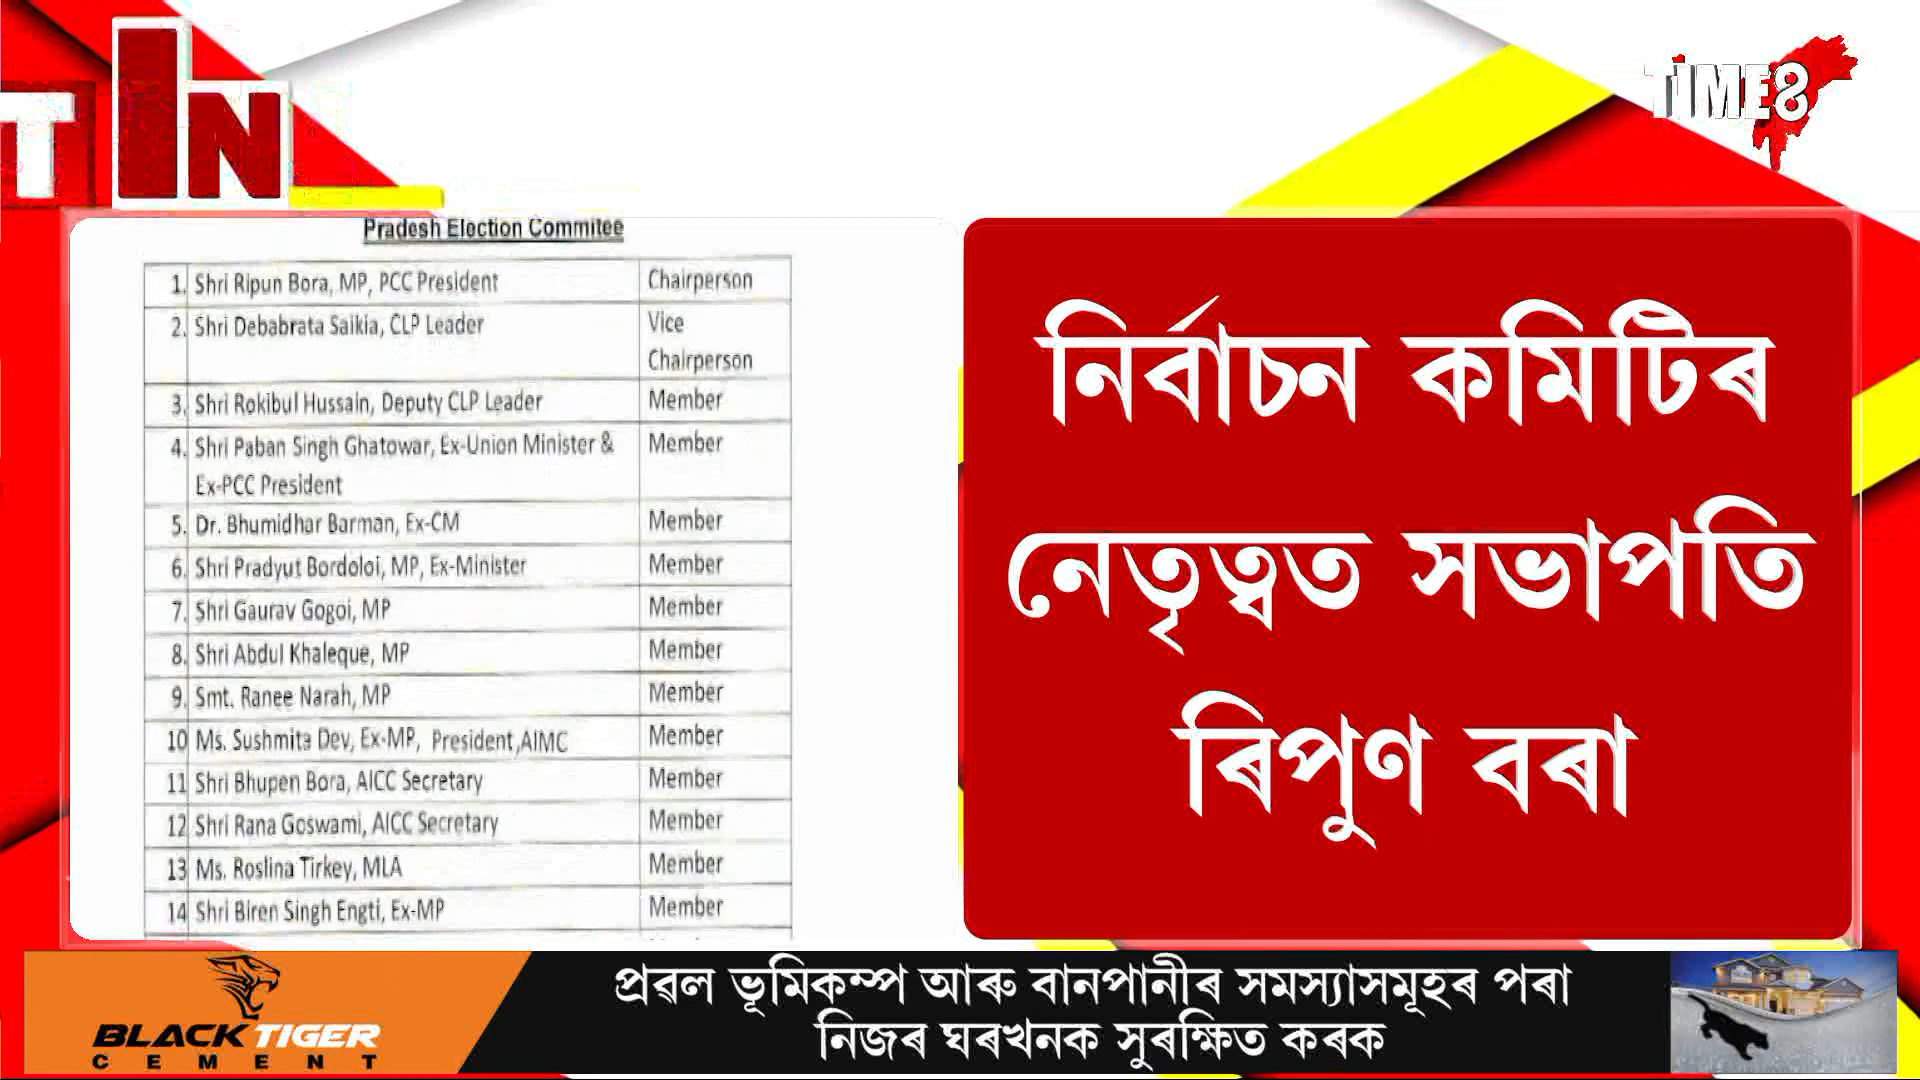 T IN
TIME8
Pradesh Election Commitee
1. Shri Ripun Bora, MP, PCC President Chairperson
2. Shri Debabrata Saikia, CLP Leader Vice
Chairperson
3. Shri Rokibul Hussain, Deputy CLP Leader Member
4. Shri Paban Singh Ghatowar, Ex-Union Minister & Member
Ex-PCC President
5. Dr. Bhumidhar Barman, Ex-CM Member
6. Shri Pradyut Bordoloi, MP, Ex-Minister Member
7. Shri Gaurav Gogoi, MP Member
8. Shri Abdul Khaleque, MP Member
9. Smt. Ranee Narah, MP Member
10 Ms. Sushmita Dev, Ex-MP, President,AIMC Member
11 Shri Bhupen Bora, AICC Secretary Member
12 Shri Rana Goswami, AICC Secretary Member
13 Ms. Roslina Tirkey, MLA Member
14 Shri Biren Singh Engti, Ex-MP Member
নিৰ্বাচন কমিটিৰ
নেতৃত্বত সভাপতি
ৰিপুণ বৰা
BLACK TIGER
CEMENT
প্ৰৱল ভূমিকম্প আৰু বানপানীৰ সমস্যাসমূহৰ পৰা
নিজৰ ঘৰখনক সুৰক্ষিত কৰক